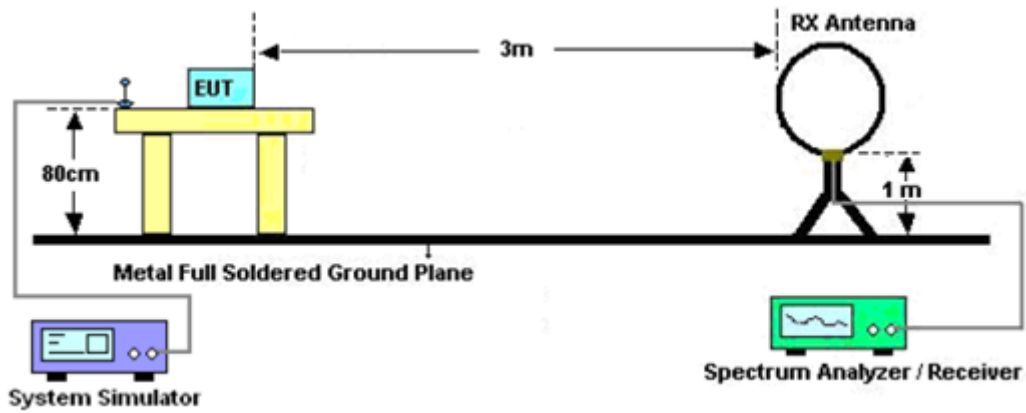 RX Antenna
3m
EUT
80cm
1 m
Metal Full Soldered Ground Plane
System Simulator
Spectrum Analyzer / Receiver